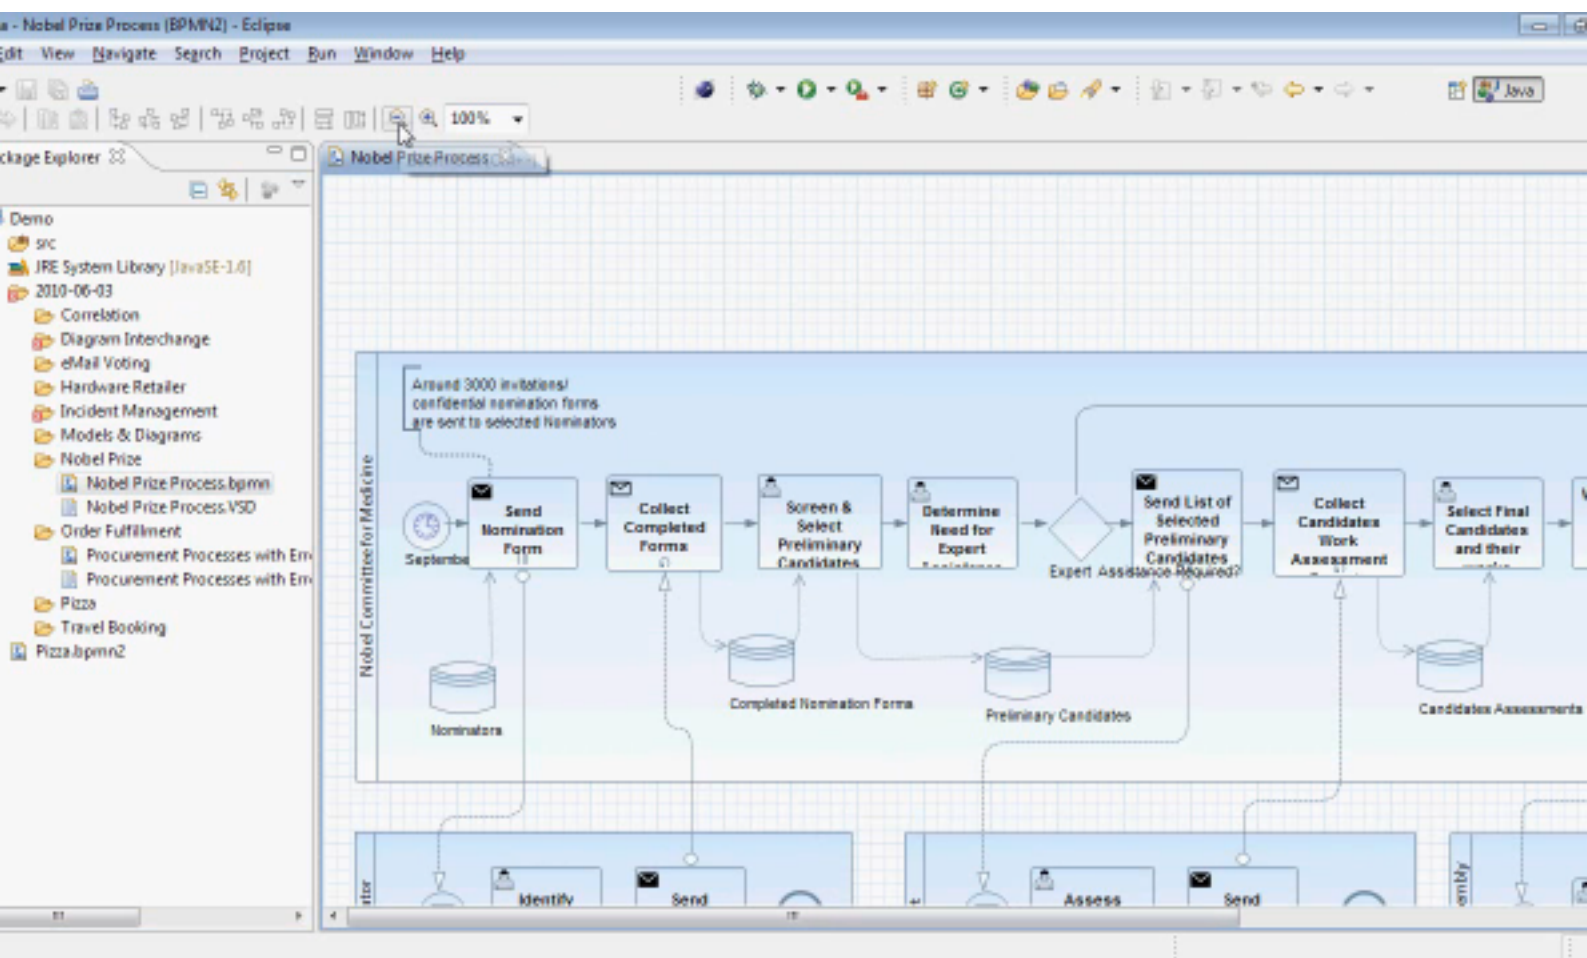 - Nobel Prize Process (BPMN2) - Eclipse
Edit View Navigate Search Project Run Window Help
Java
100%
ckage Explorer
Nobel Prize Process
Demo
src
JRE System Library [JavaSE-1.6]
2010-06-03
Correlation
Diagram Interchange
eMail Voting
Hardware Retailer
Incident Management
Models & Diagrams
Nobel Prize
Nobel Prize Process.bpmn
Nobel Prize Process.VSD
Order Fulfillment
Procurement Processes with Erro
Procurement Processes with Erro
Pizza
Travel Booking
Pizza.bpmn2
Nobel Committee for Medicine
Around 3000 invitations/
confidential nomination forms
are sent to selected Nominators
Septembe
Send
Nomination
Form
Collect
Completed
Forms
Screen &
Select
Preliminary
Candidates
Determine
Need for
Expert
Expert Assistance Required?
Send List of
Selected
Preliminary
Candidates
Collect
Candidates
Work
Assessment
Select Final
Candidates
and their
Nominators
Completed Nomination Forms
Preliminary Candidates
Candidates Assessments
ator
Identify
Send
Assess
Send
embly